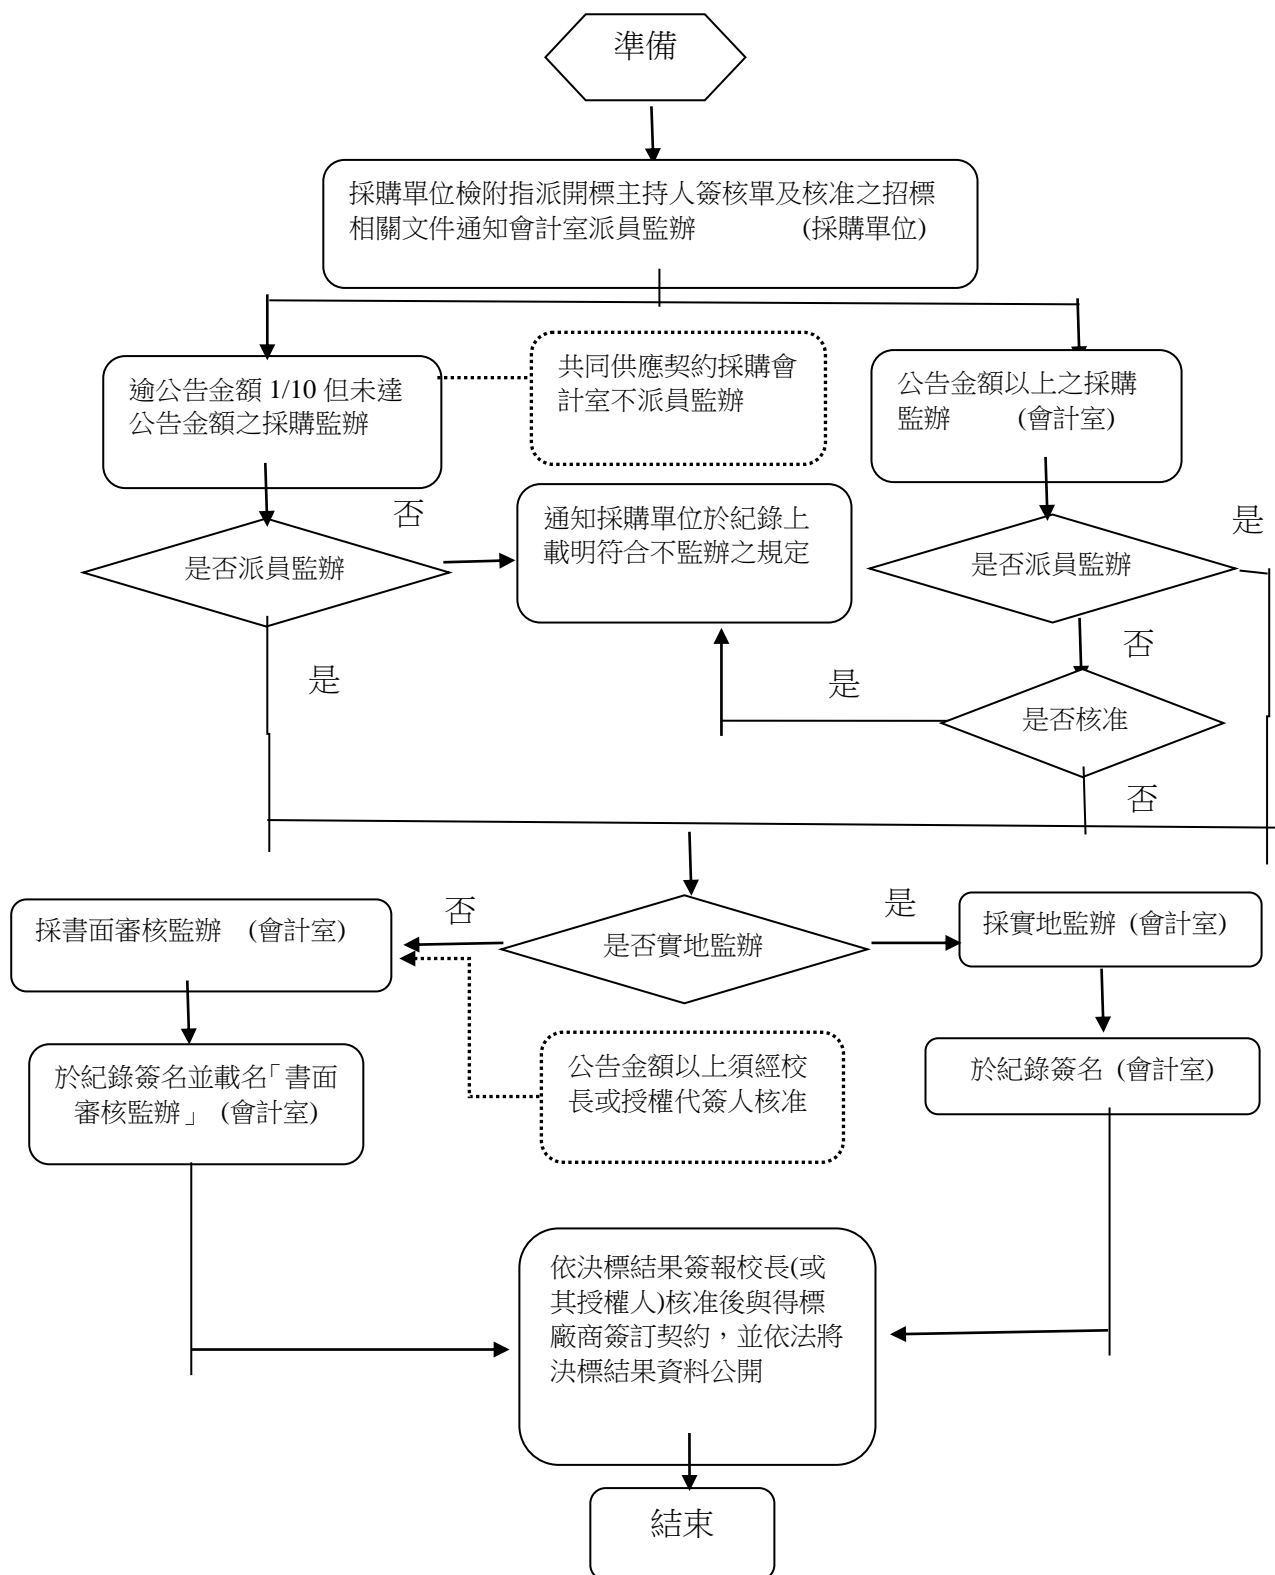 準備
採購單位檢附指派開標主持人簽核單及核准之招標
相關文件通知會計室派員監辦 (採購單位)
逾公告金額 1/10 但未達
公告金額之採購監辦
共同供應契約採購會
計室不派員監辦
公告金額以上之採購
監辦 (會計室)
否
通知採購單位於紀錄上
載明符合不監辦之規定
是
是否派員監辦
是否派員監辦
否
是
是
是否核准
否
採書面審核監辦 (會計室)
否
是否實地監辦
是
採實地監辦 (會計室)
於紀錄簽名並載名「書面
審核監辦」 (會計室)
公告金額以上須經校
長或授權代簽人核准
於紀錄簽名 (會計室)
依決標結果簽報校長(或
其授權人)核准後與得標
廠商簽訂契約，並依法將
決標結果資料公開
結束